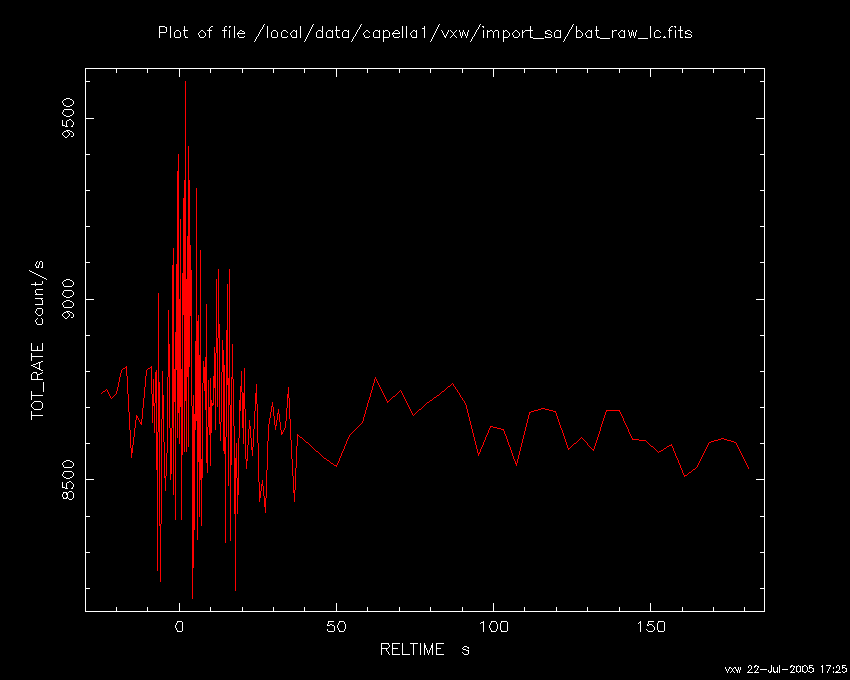 Plot of file /local/data/capella1/vxw/import_sa/bat_raw_lc.fits
9500
9000
8500
TOT_RATE count/s
0 50 100 150
RELTIME s
vxw 22-Jul-2005 17:25